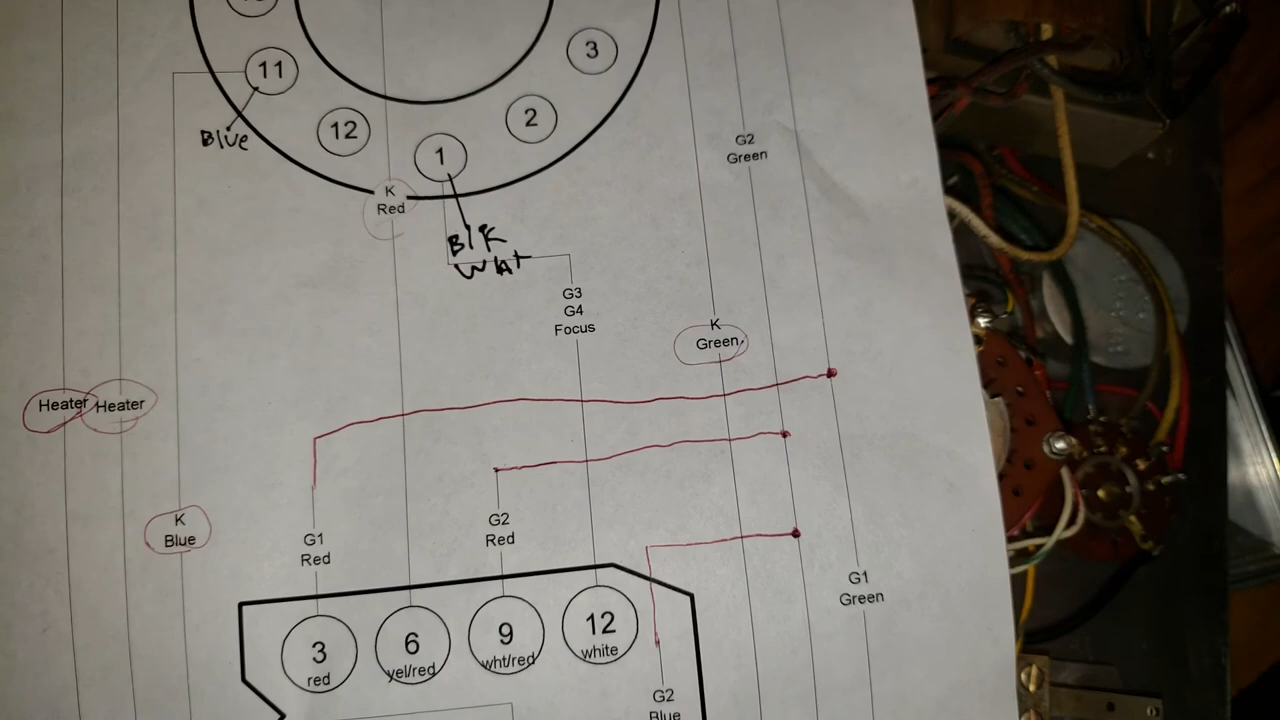 3
11
2
12
1
Blue
G2
Green
K
Red
Blk
Wht
G3
G4
Focus
K
Green
Heater
Heater
K
Blue
G1
Red
G2
Red
G1
Green
3
red
6
yel/red
9
wht/red
12
white
G2
Blue